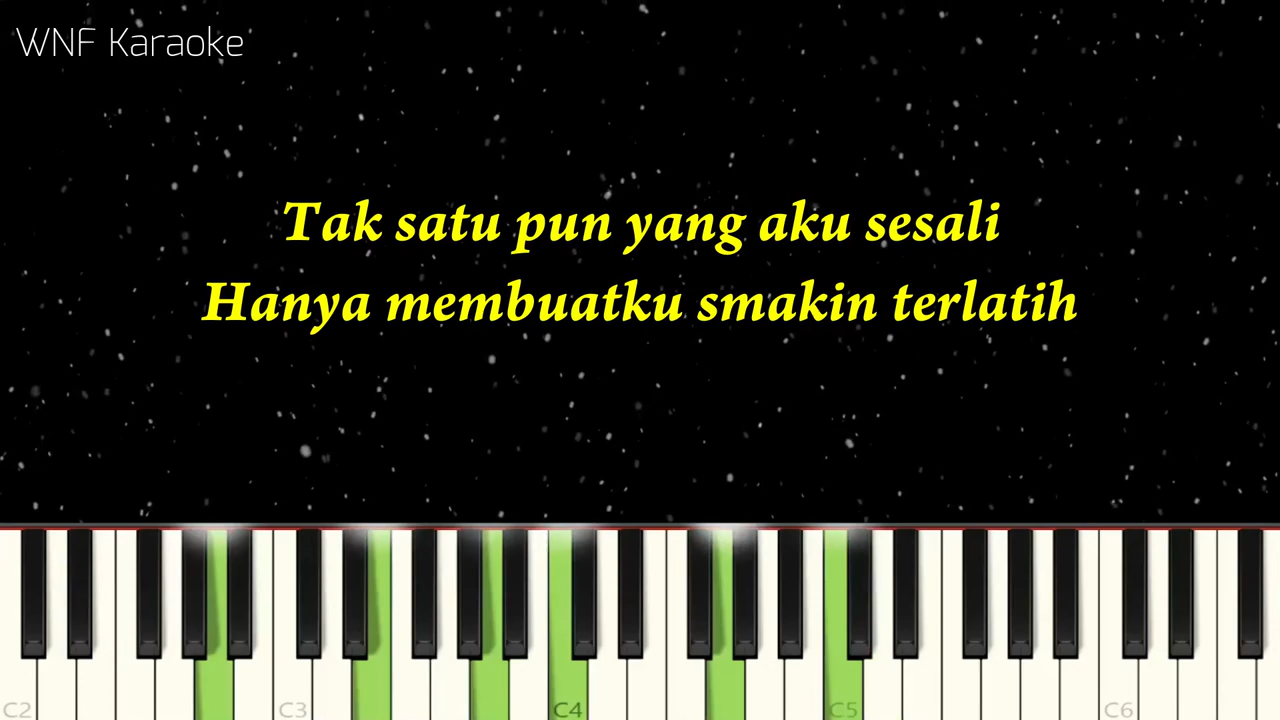 WNF Karaoke
Tak satu pun yang aku sesali
Hanya membuatku smakin terlatih
C2 C3 C4 C5 C6